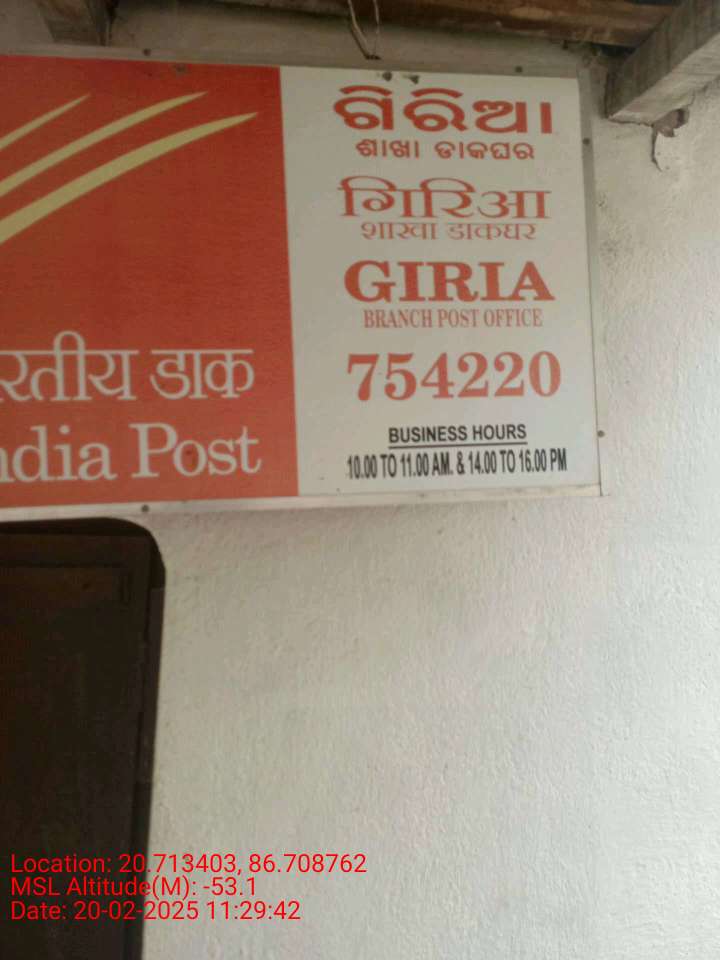 रतीय डाक
ndia Post
ଗିରିଆ
ଶାଖା ଡାକଘର
गिरिआ
शाखा डाकघर
GIRIA
BRANCH POST OFFICE
754220
BUSINESS HOURS
10.00 TO 11.00 AM. & 14.00 TO 16.00 PM
Location: 20.713403, 86.708762
MSL Altitude(M): -53.1
Date: 20-02-2025 11:29:42